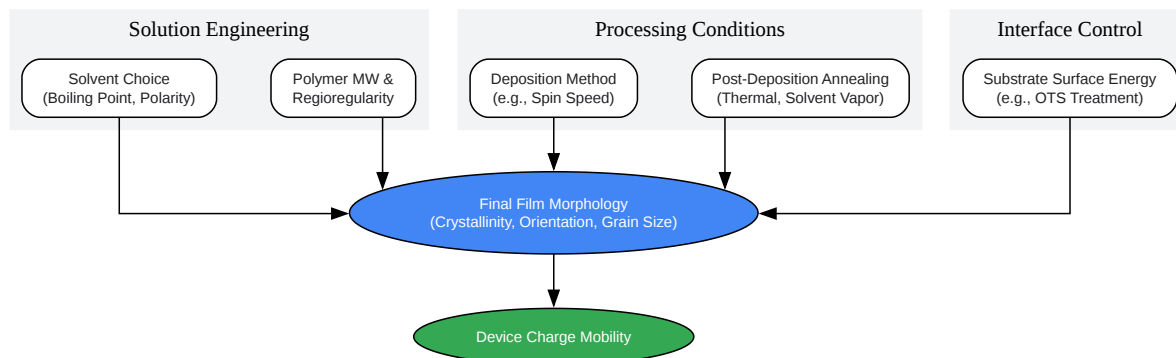 Solution Engineering
Processing Conditions
Interface Control
Solvent Choice
(Boiling Point, Polarity)
Polymer MW &
Regioregularity
Deposition Method
(e.g., Spin Speed)
Post-Deposition Annealing
(Thermal, Solvent Vapor)
Substrate Surface Energy
(e.g., OTS Treatment)
Final Film Morphology
(Crystallinity, Orientation, Grain Size)
Device Charge Mobility